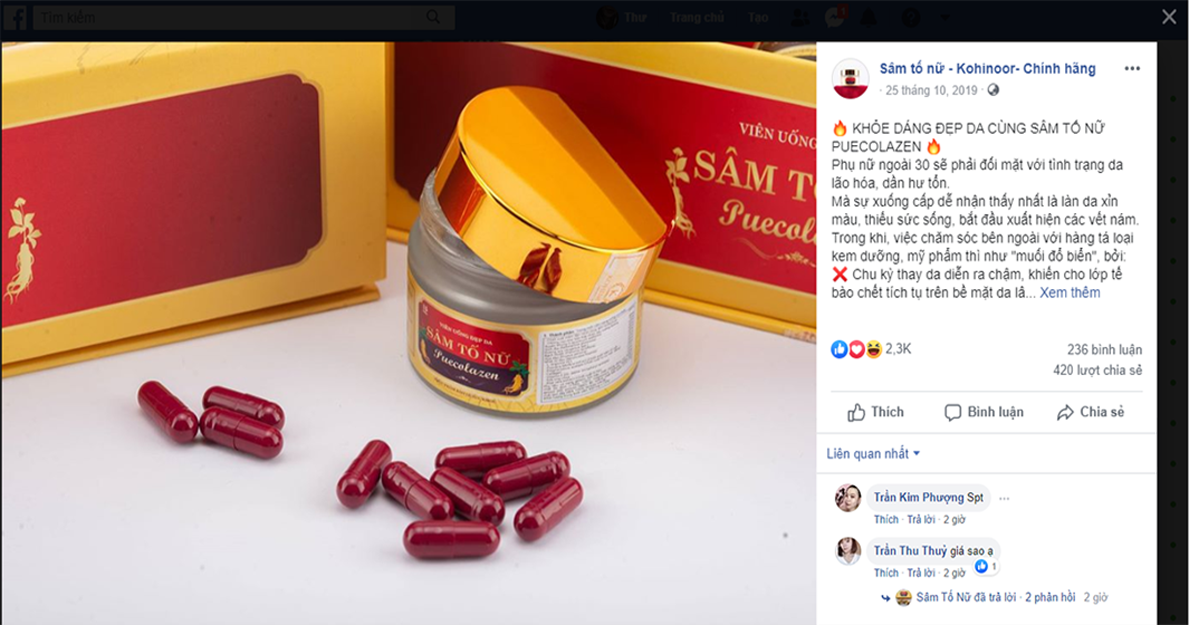 Tìm kiếm
Thư
Trang chủ
Tạo
VIÊN UỐNG
SÂM TỐ
Puecol
VIÊN UỐNG ĐẸP DA
SÂM TỐ NỮ
Puecolazen
Sâm tố nữ - Kohinoor- Chính hãng
· 25 tháng 10, 2019 ·
🔥 KHỎE DÁNG ĐẸP DA CÙNG SÂM TỐ NỮ
PUECOLAZEN 🔥
Phụ nữ ngoài 30 sẽ phải đối mặt với tình trạng da
lão hóa, dần hư tổn.
Mà sự xuống cấp dễ nhận thấy nhất là làn da xỉn
màu, thiếu sức sống, bắt đầu xuất hiện các vết nám.
Trong khi, việc chăm sóc bên ngoài với hàng tá loại
kem dưỡng, mỹ phẩm thì như "muối đổ biển", bởi:
❌ Chu kỳ thay da diễn ra chậm, khiến cho lớp tế
bào chết tích tụ trên bề mặt da lâ... Xem thêm
2,3K
236 bình luận
420 lượt chia sẻ
Thích
Bình luận
Chia sẻ
Liên quan nhất
Trần Kim Phượng Spt
Thích · Trả lời · 2 giờ
Trần Thu Thuỷ giá sao ạ
1
Thích · Trả lời · 2 giờ
Sâm Tố Nữ đã trả lời · 2 phản hồi 2 giờ